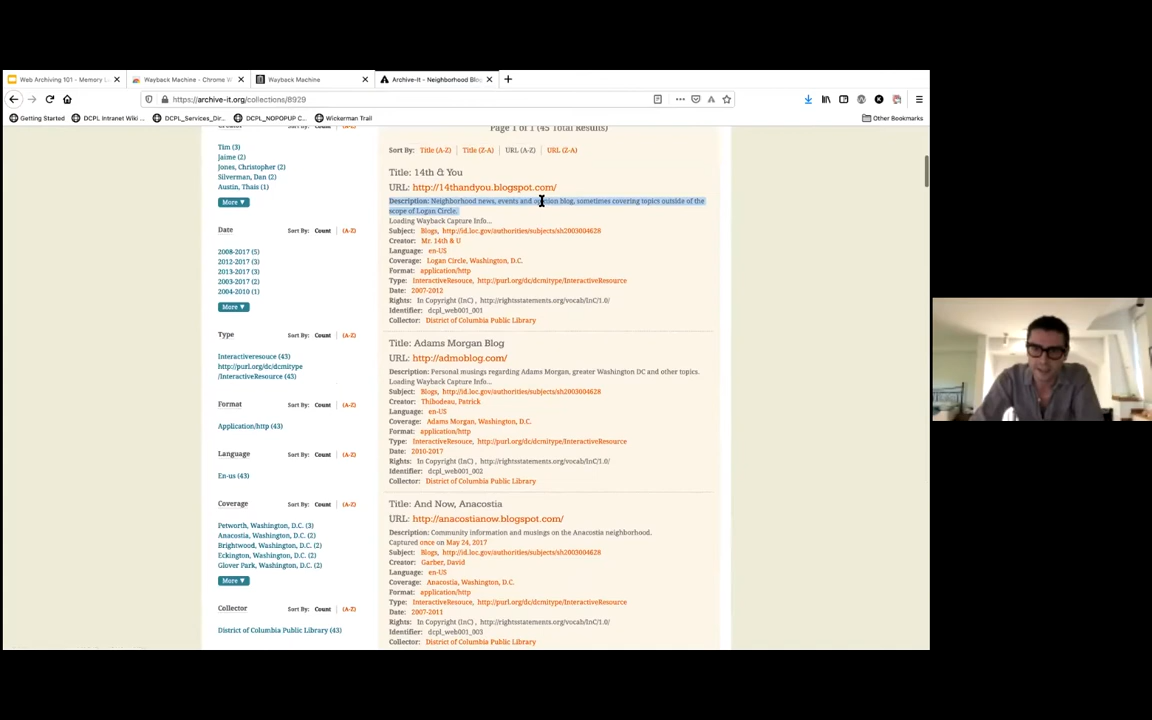 Web Archiving 101 - Memory L
Wayback Machine - Chrome W
Wayback Machine
Archive-It - Neighborhood Blo
https://archive-it.org/collections/8929
Getting Started
DCPL Intranet Wiki ...
DCPL_Services_Dir...
DCPL_NOPOPUP C...
Wickerman Trail
Other Bookmarks
Creator
Sort By: Count (A-Z)
Tim (3)
Jaime (2)
Jones, Christopher (2)
Silverman, Dan (2)
Austin, Thais (1)
More ▼
Date
Sort By: Count (A-Z)
2008-2017 (5)
2012-2017 (3)
2013-2017 (3)
2003-2017 (2)
2004-2010 (1)
More ▼
Type
Sort By: Count (A-Z)
Interactiveresouce (43)
http://purl.org/dc/dcmitype
/InteractiveResource (43)
Format
Sort By: Count (A-Z)
Application/http (43)
Language
Sort By: Count (A-Z)
En-us (43)
Coverage
Sort By: Count (A-Z)
Petworth, Washington, D.C. (3)
Anacostia, Washington, D.C. (2)
Brightwood, Washington, D.C. (2)
Eckington, Washington, D.C. (2)
Glover Park, Washington, D.C. (2)
More ▼
Collector
Sort By: Count (A-Z)
District of Columbia Public Library (43)
Page 1 of 1 (45 Total Results)
Sort By: Title (A-Z) | Title (Z-A) | URL (A-Z) | URL (Z-A)
Title: 14th & You
URL: http://14thandyou.blogspot.com/
Description: Neighborhood news, events and opinion blog, sometimes covering topics outside of the
scope of Logan Circle.
Loading Wayback Capture Info...
Subject: Blogs, http://id.loc.gov/authorities/subjects/sh2003004628
Creator: Mr. 14th & U
Language: en-US
Coverage: Logan Circle, Washington, D.C.
Format: application/http
Type: InteractiveResouce, http://purl.org/dc/dcmitype/InteractiveResource
Date: 2007-2012
Rights: In Copyright (InC) , http://rightsstatements.org/vocab/InC/1.0/
Identifier: dcpl_web001_001
Collector: District of Columbia Public Library
Title: Adams Morgan Blog
URL: http://admoblog.com/
Description: Personal musings regarding Adams Morgan, greater Washington DC and other topics.
Loading Wayback Capture Info...
Subject: Blogs, http://id.loc.gov/authorities/subjects/sh2003004628
Creator: Thibodeau, Patrick
Language: en-US
Coverage: Adams Morgan, Washington, D.C.
Format: application/http
Type: InteractiveResouce, http://purl.org/dc/dcmitype/InteractiveResource
Date: 2010-2017
Rights: In Copyright (InC) , http://rightsstatements.org/vocab/InC/1.0/
Identifier: dcpl_web001_002
Collector: District of Columbia Public Library
Title: And Now, Anacostia
URL: http://anacostianow.blogspot.com/
Description: Community information and musings on the Anacostia neighborhood.
Captured once on May 24, 2017
Subject: Blogs, http://id.loc.gov/authorities/subjects/sh2003004628
Creator: Garber, David
Language: en-US
Coverage: Anacostia, Washington, D.C.
Format: application/http
Type: InteractiveResouce, http://purl.org/dc/dcmitype/InteractiveResource
Date: 2007-2011
Rights: In Copyright (InC) , http://rightsstatements.org/vocab/InC/1.0/
Identifier: dcpl_web001_003
Collector: District of Columbia Public Library